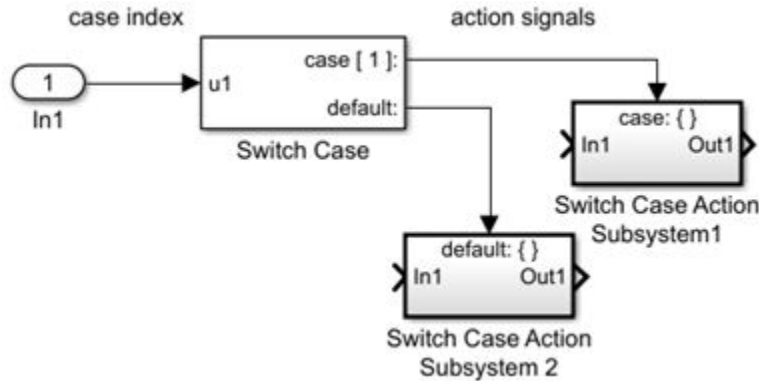 case index
action signals
1
In1
u1
case [ 1 ]:
default:
Switch Case
case: { }
In1
Out1
Switch Case Action
Subsystem1
default: { }
In1
Out1
Switch Case Action
Subsystem 2